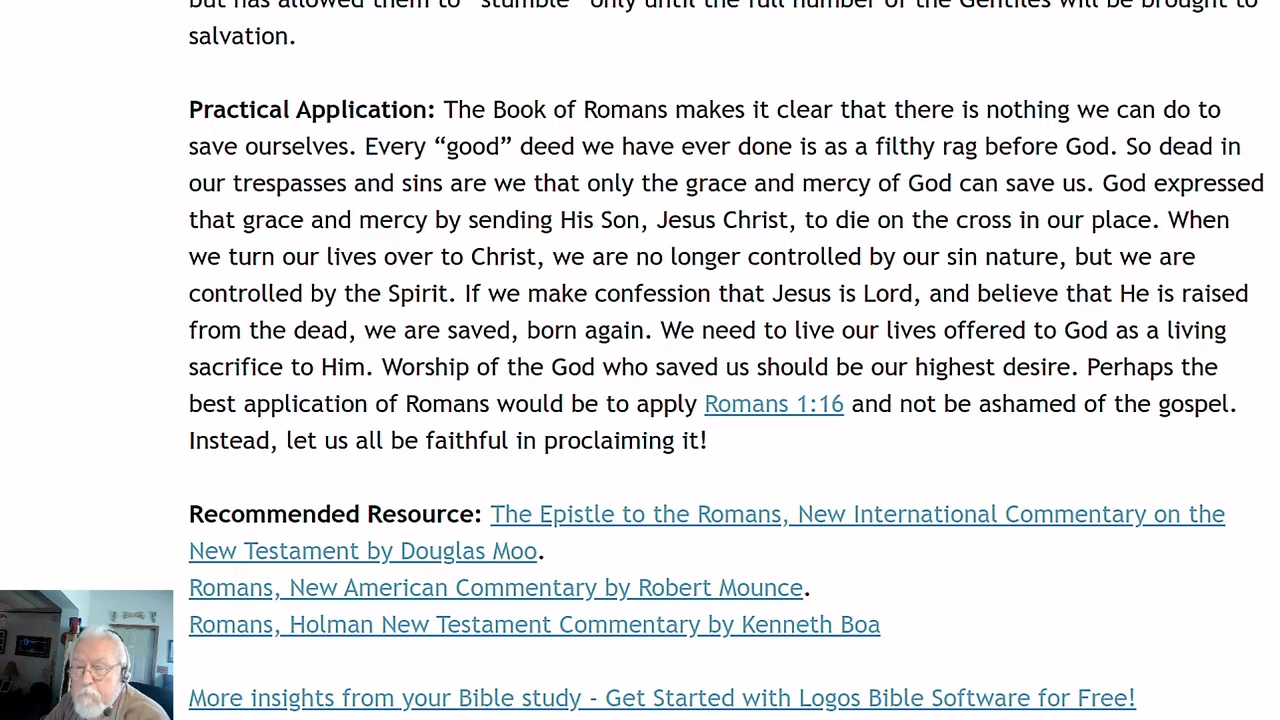 but has allowed them to “stumble” only until the full number of the Gentiles will be brought to
salvation.
Practical Application: The Book of Romans makes it clear that there is nothing we can do to
save ourselves. Every “good” deed we have ever done is as a filthy rag before God. So dead in
our trespasses and sins are we that only the grace and mercy of God can save us. God expressed
that grace and mercy by sending His Son, Jesus Christ, to die on the cross in our place. When
we turn our lives over to Christ, we are no longer controlled by our sin nature, but we are
controlled by the Spirit. If we make confession that Jesus is Lord, and believe that He is raised
from the dead, we are saved, born again. We need to live our lives offered to God as a living
sacrifice to Him. Worship of the God who saved us should be our highest desire. Perhaps the
best application of Romans would be to apply Romans 1:16 and not be ashamed of the gospel.
Instead, let us all be faithful in proclaiming it!
Recommended Resource: The Epistle to the Romans, New International Commentary on the
New Testament by Douglas Moo.
Romans, New American Commentary by Robert Mounce.
Romans, Holman New Testament Commentary by Kenneth Boa
More insights from your Bible study - Get Started with Logos Bible Software for Free!